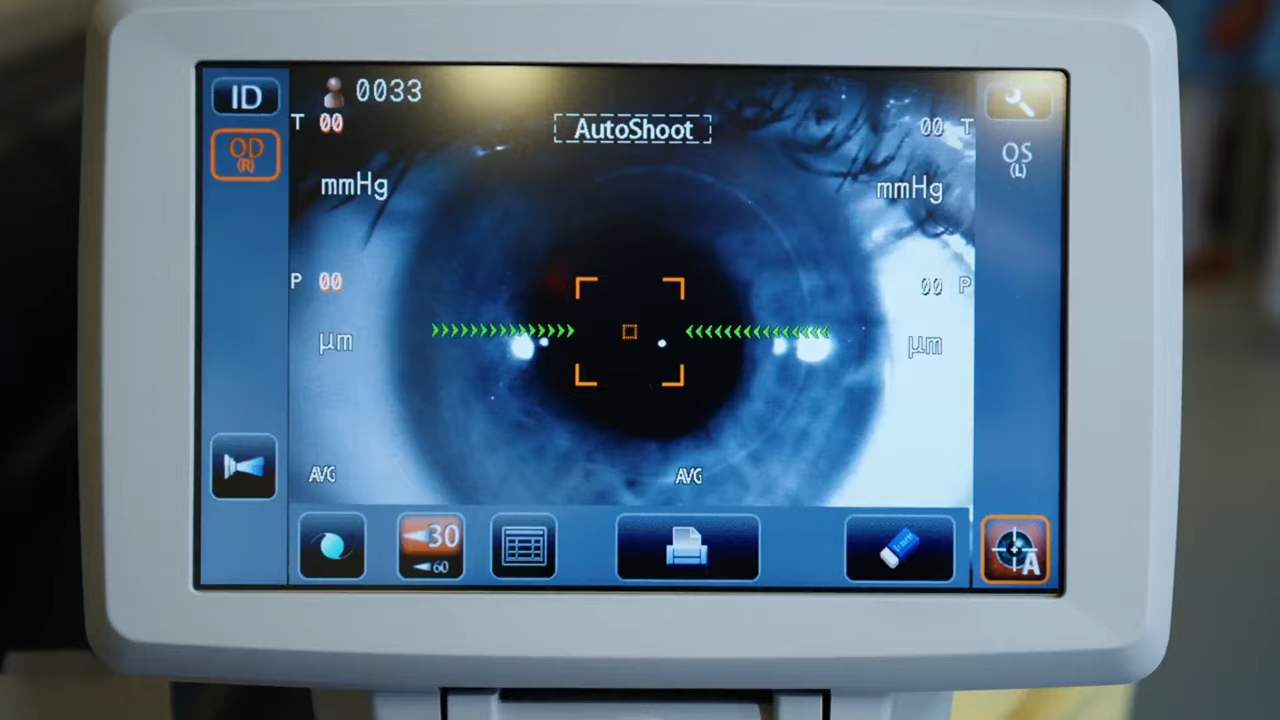 ID
0033
T 00
AutoShoot
00 T
OD
(R)
OS
(L)
mmHg
mmHg
P 00
00 P
μm
μm
AVG
AVG
30
60
A